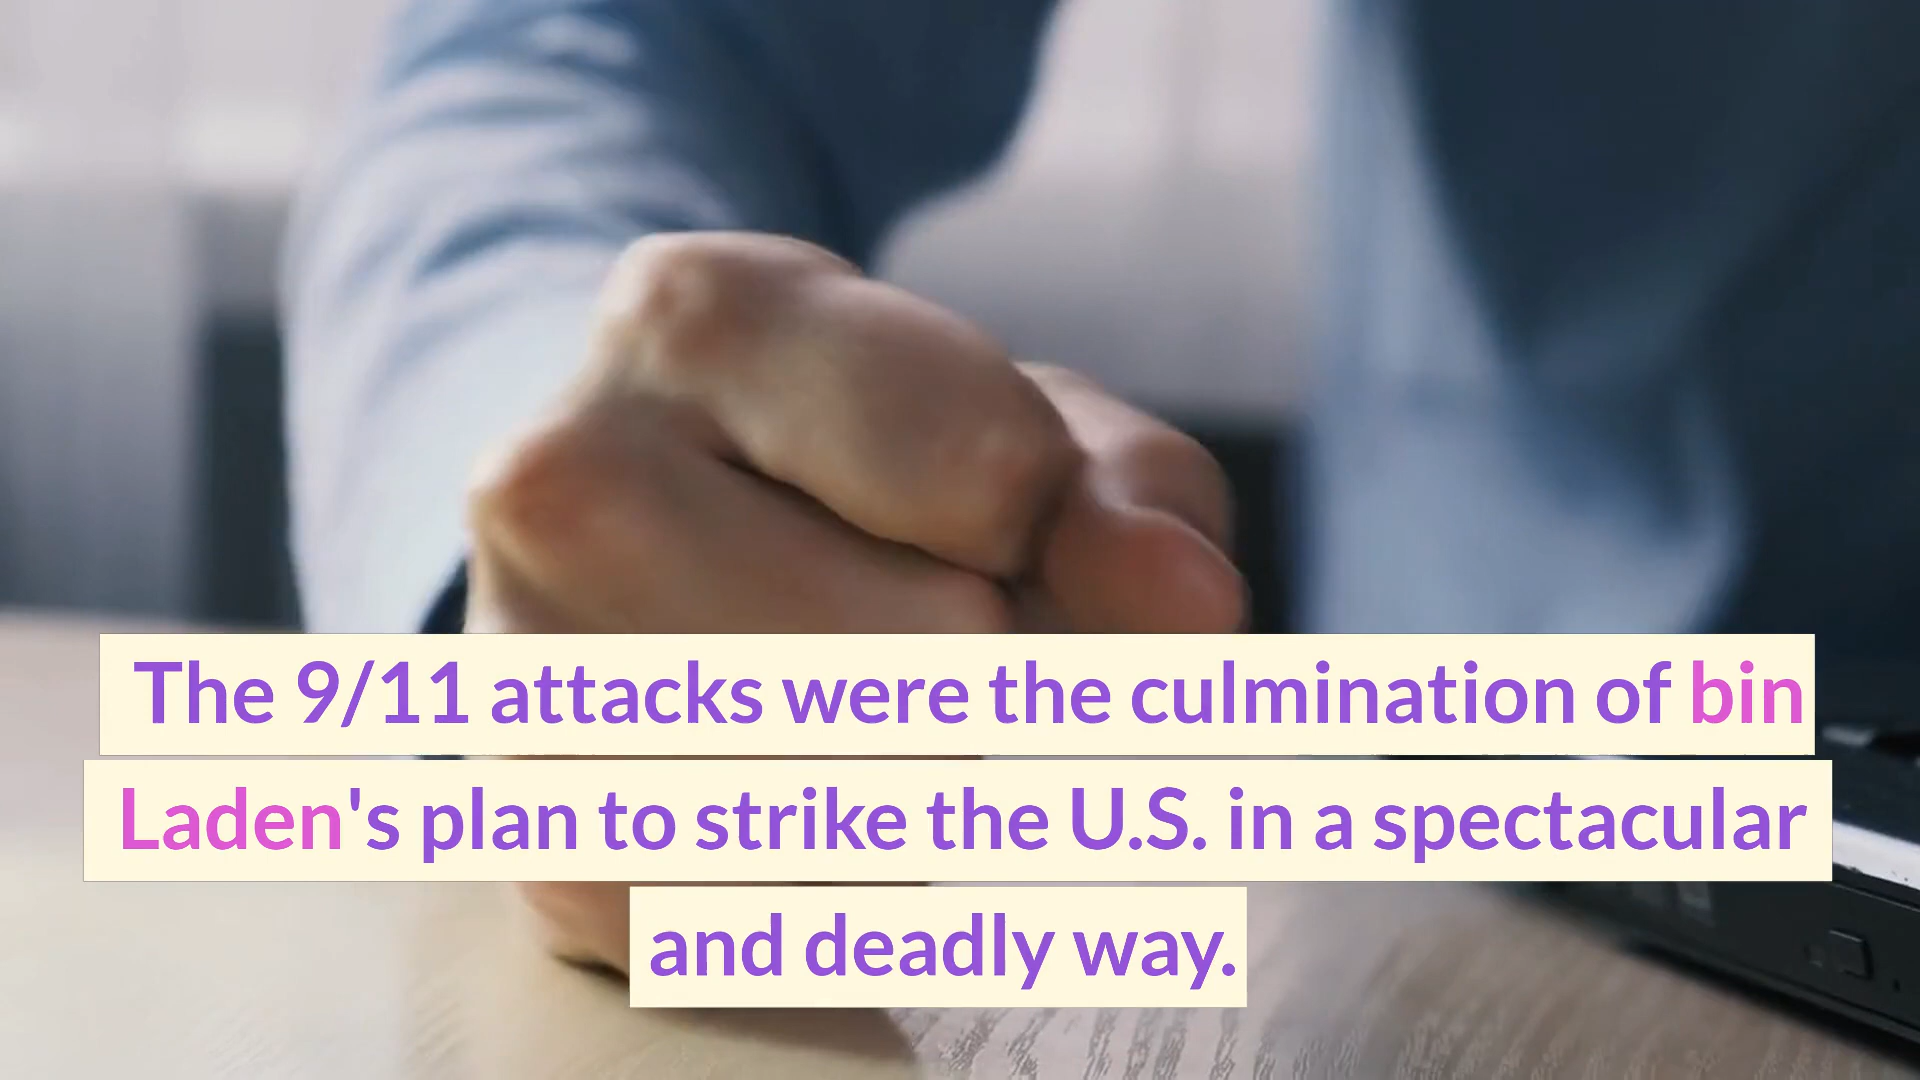 The 9/11 attacks were the culmination of bin
Laden's plan to strike the U.S. in a spectacular
and deadly way.